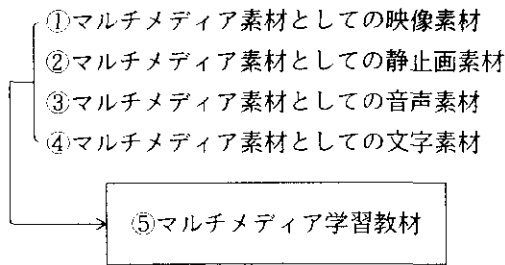 ①マルチメディア素材としての映像素材
②マルチメディア素材としての静止画素材
③マルチメディア素材としての音声素材
④マルチメディア素材としての文字素材
⑤マルチメディア学習教材